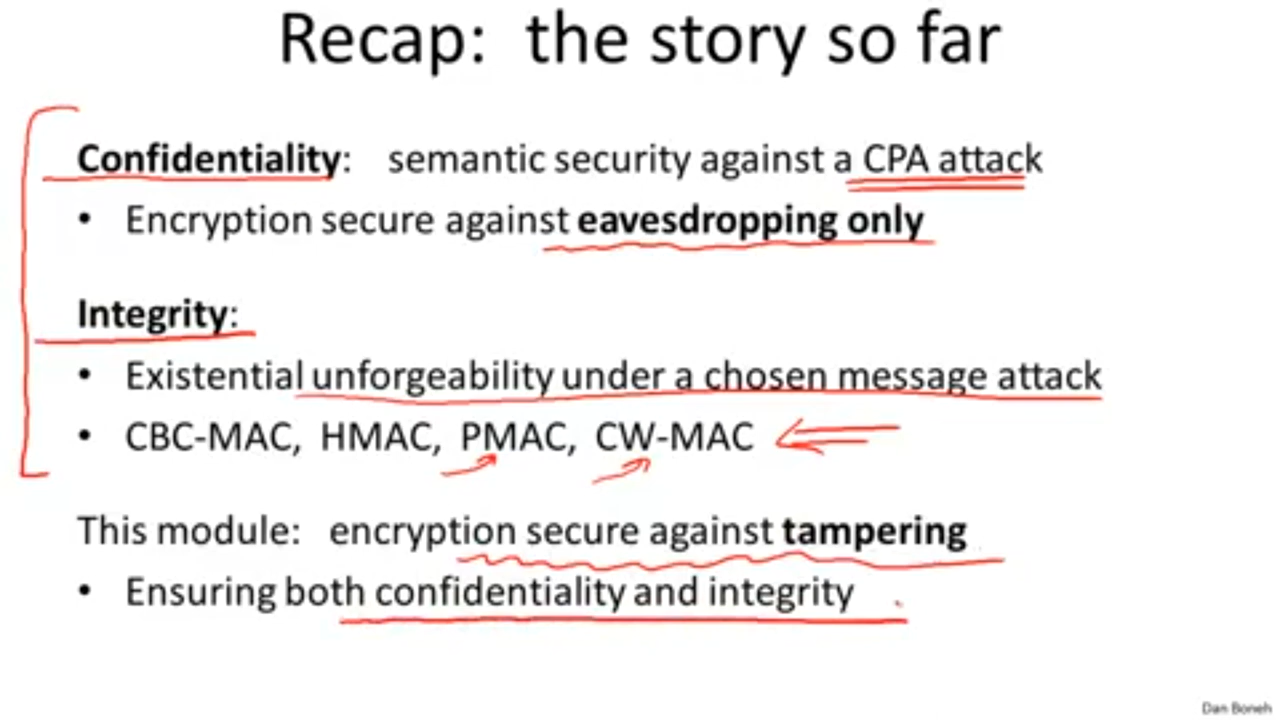 Recap: the story so far
Confidentiality: semantic security against a CPA attack
• Encryption secure against eavesdropping only
Integrity:
• Existential unforgeability under a chosen message attack
• CBC-MAC, HMAC, PMAC, CW-MAC
This module: encryption secure against tampering
• Ensuring both confidentiality and integrity
Dan Boneh